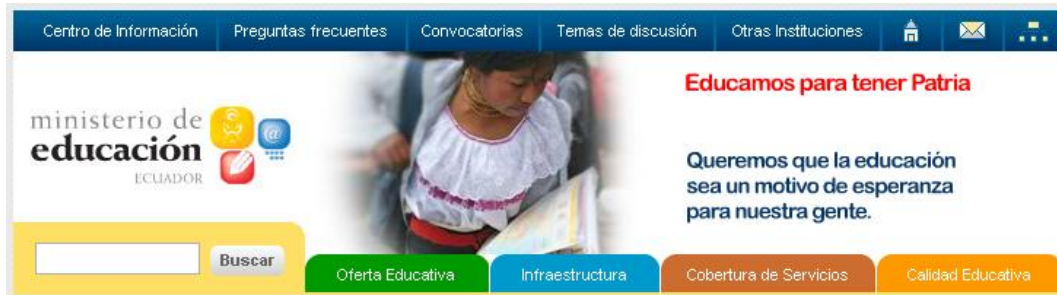 Centro de Información
Preguntas frecuentes
Convocatorias
Temas de discusión
Otras Instituciones
ministerio de
educación
ECUADOR
@
Educamos para tener Patria
Queremos que la educación
sea un motivo de esperanza
para nuestra gente.
Buscar
Oferta Educativa
Infraestructura
Cobertura de Servicios
Calidad Educativa